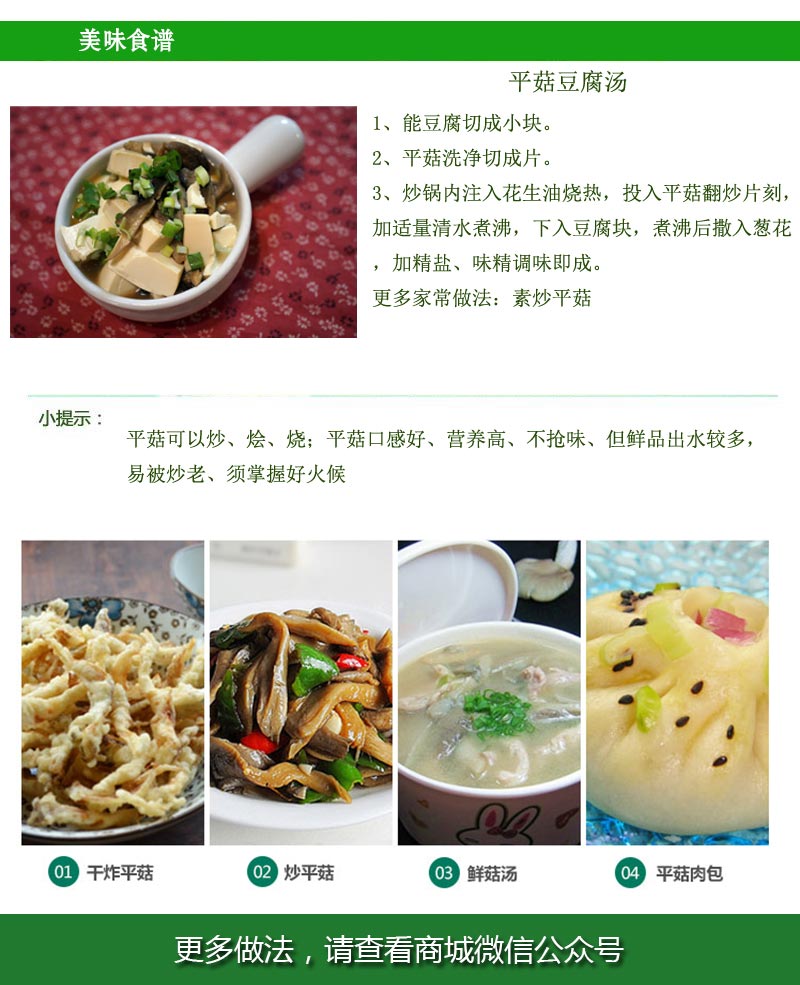 美味食谱
平菇豆腐汤
1、能豆腐切成小块。
2、平菇洗净切成片。
3、炒锅内注入花生油烧热，投入平菇翻炒片刻，
加适量清水煮沸，下入豆腐块，煮沸后撒入葱花
，加精盐、味精调味即成。
更多家常做法：素炒平菇
小提示：
平菇可以炒、烩、烧；平菇口感好、营养高、不抢味、但鲜品出水较多，
易被炒老、须掌握好火候
01 干炸平菇
02 炒平菇
03 鲜菇汤
04 平菇肉包
更多做法，请查看商城微信公众号